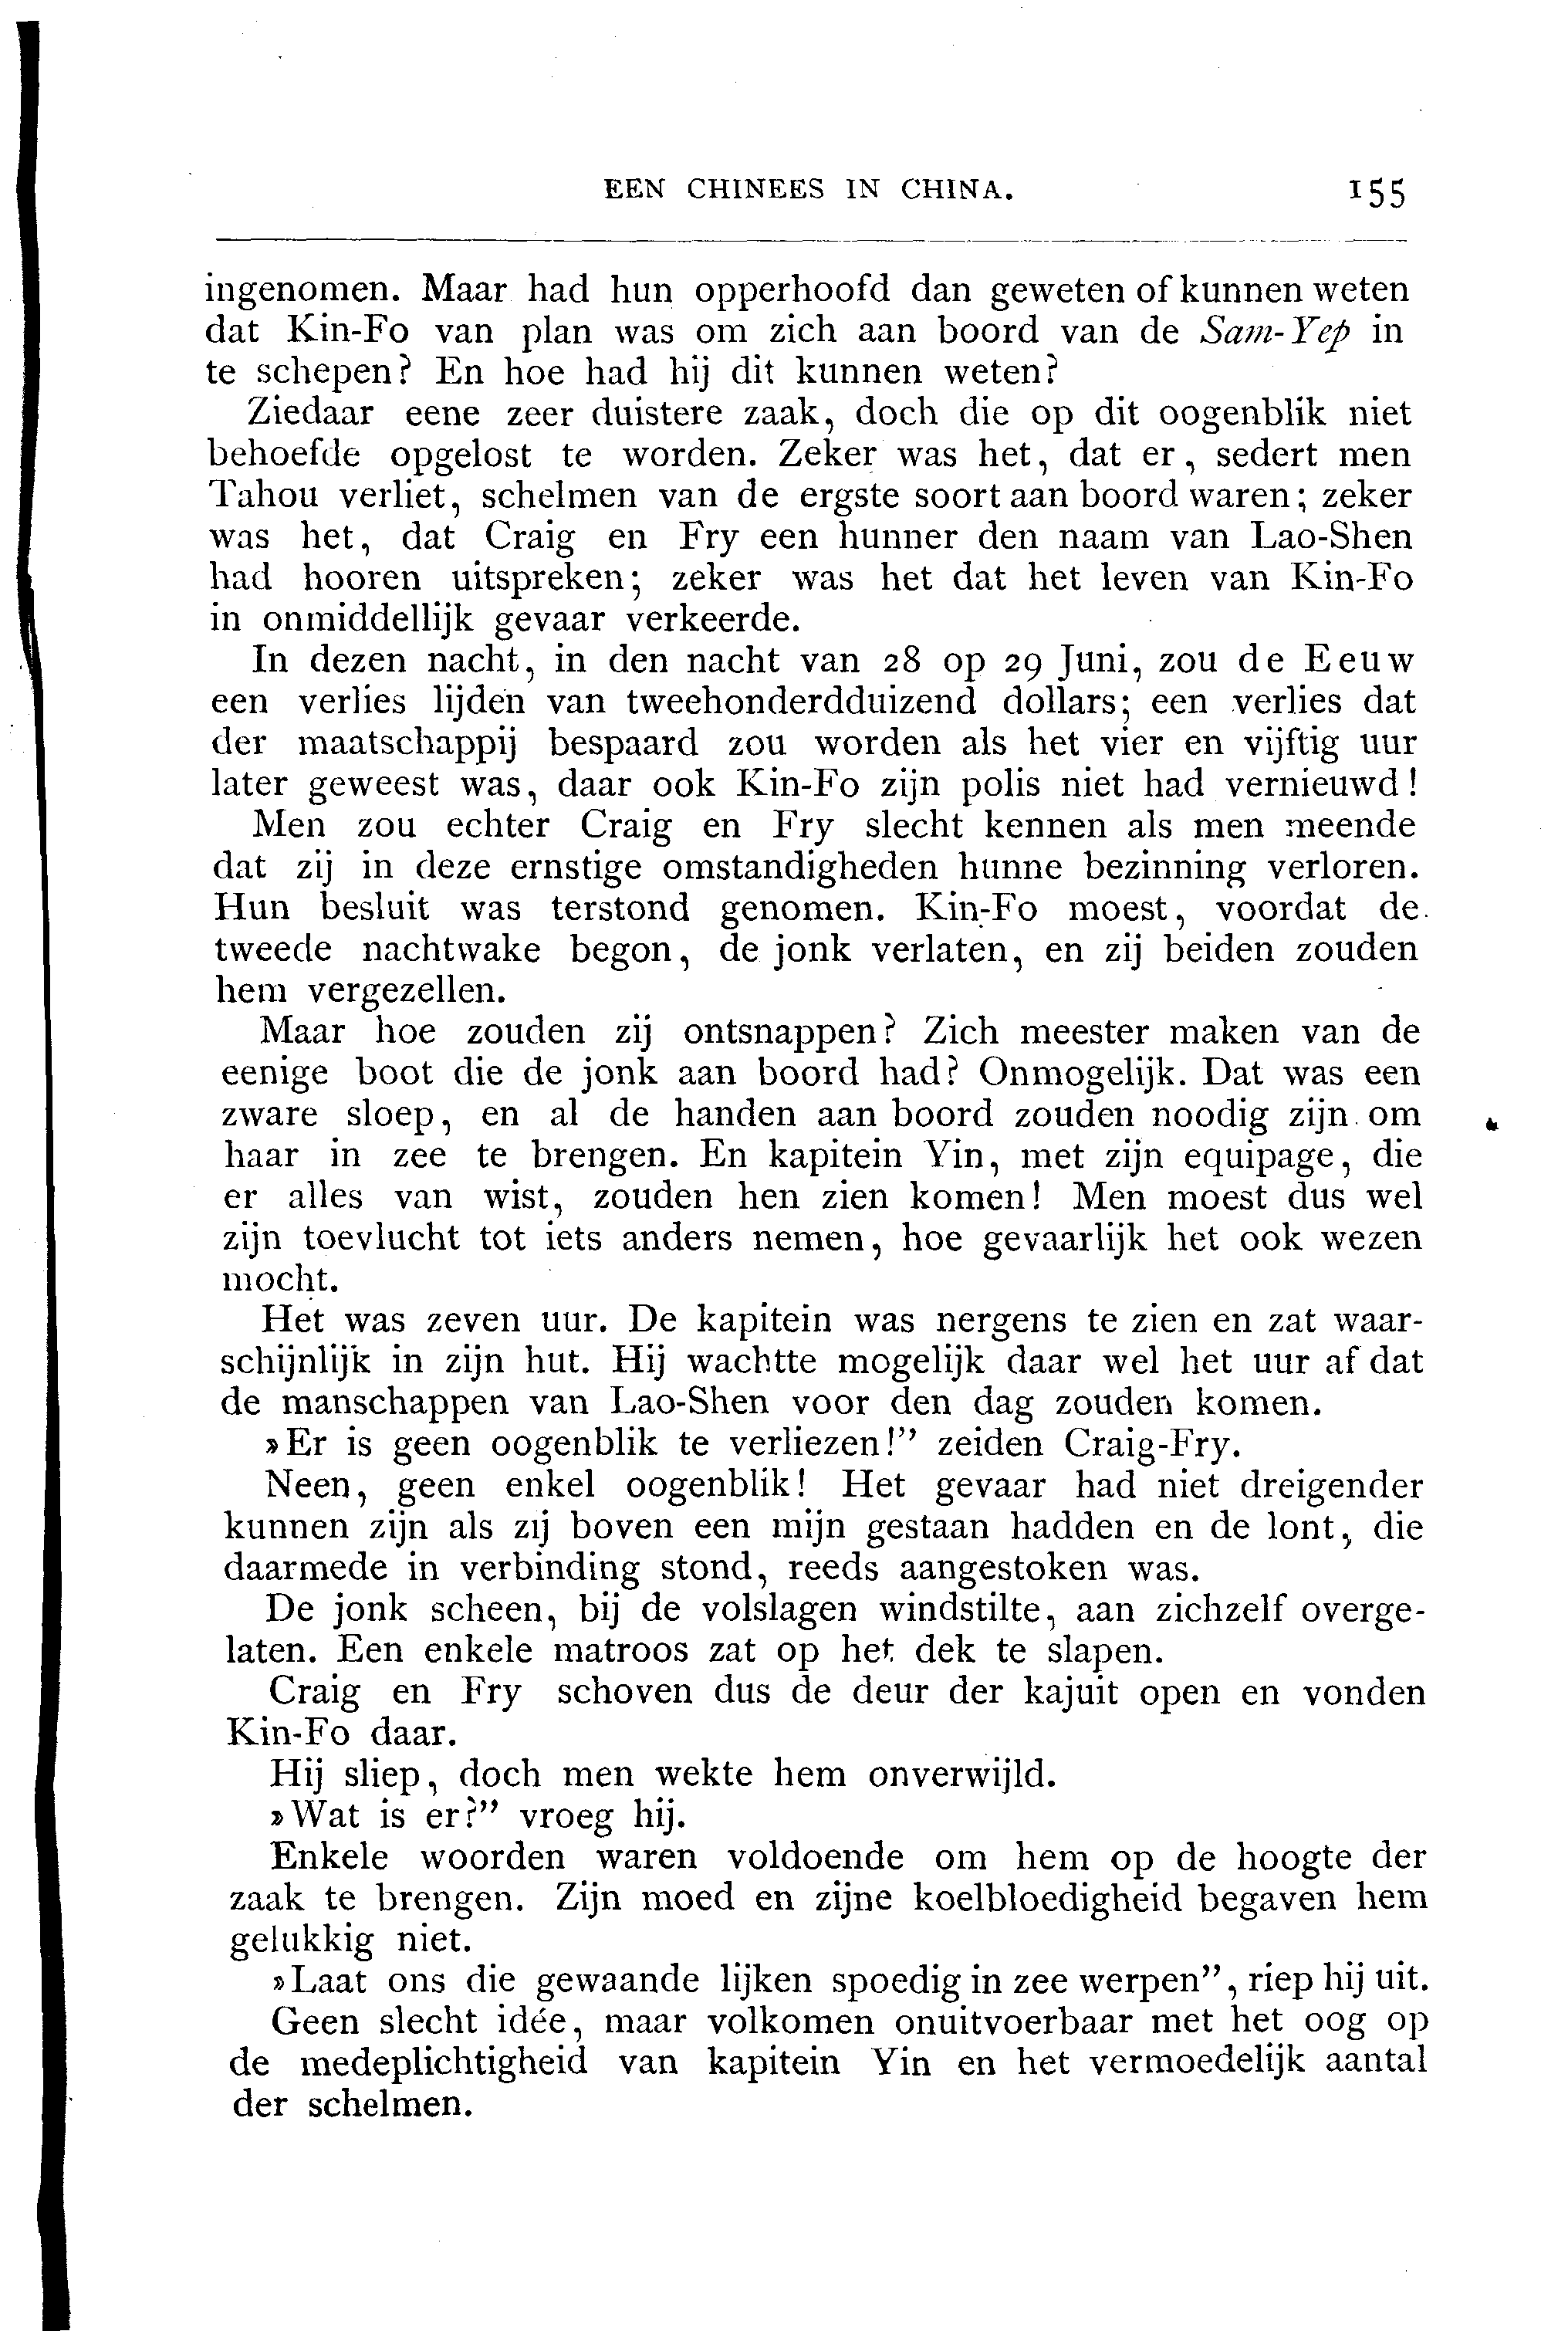 EEN CHINEES IN CHINA. 155
ingenomen. Maar had hun opperhoofd dan geweten of kunnen weten
dat Kin-Fo van plan was om zich aan boord van de Sam-Yep in
te schepen? En hoe had hij dit kunnen weten?
Ziedaar eene zeer duistere zaak, doch die op dit oogenblik niet
behoefde opgelost te worden. Zeker was het, dat er, sedert men
Tahou verliet, schelmen van de ergste soort aan boord waren; zeker
was het, dat Craig en Fry een hunner den naam van Lao-Shen
had hooren uitspreken; zeker was het dat het leven van Kin-Fo
in onmiddellijk gevaar verkeerde.
In dezen nacht, in den nacht van 28 op 29 Juni, zou de Eeuw
een verlies lijden van tweehonderdduizend dollars; een verlies dat
der maatschappij bespaard zou worden als het vier en vijftig uur
later geweest was, daar ook Kin-Fo zijn polis niet had vernieuwd!
Men zou echter Craig en Fry slecht kennen als men meende
dat zij in deze ernstige omstandigheden hunne bezinning verloren.
Hun besluit was terstond genomen. Kin-Fo moest, voordat de
tweede nachtwake begon, de jonk verlaten, en zij beiden zouden
hem vergezellen.
Maar hoe zouden zij ontsnappen? Zich meester maken van de
eenige boot die de jonk aan boord had? Onmogelijk. Dat was een
zware sloep, en al de handen aan boord zouden noodig zijn om
haar in zee te brengen. En kapitein Yin, met zijn equipage, die
er alles van wist, zouden hen zien komen! Men moest dus wel
zijn toevlucht tot iets anders nemen, hoe gevaarlijk het ook wezen
mocht.
Het was zeven uur. De kapitein was nergens te zien en zat waar-
schijnlijk in zijn hut. Hij wachtte mogelijk daar wel het uur af dat
de manschappen van Lao-Shen voor den dag zouden komen.
»Er is geen oogenblik te verliezen!” zeiden Craig-Fry.
Neen, geen enkel oogenblik! Het gevaar had niet dreigender
kunnen zijn als zij boven een mijn gestaan hadden en de lont, die
daarmede in verbinding stond, reeds aangestoken was.
De jonk scheen, bij de volslagen windstilte, aan zichzelf overge-
laten. Een enkele matroos zat op het dek te slapen.
Craig en Fry schoven dus de deur der kajuit open en vonden
Kin-Fo daar.
Hij sliep, doch men wekte hem onverwijld.
»Wat is er?” vroeg hij.
Enkele woorden waren voldoende om hem op de hoogte der
zaak te brengen. Zijn moed en zijne koelbloedigheid begaven hem
gelukkig niet.
»Laat ons die gewaande lijken spoedig in zee werpen”, riep hij uit.
Geen slecht idée, maar volkomen onuitvoerbaar met het oog op
de medeplichtigheid van kapitein Yin en het vermoedelijk aantal
der schelmen.